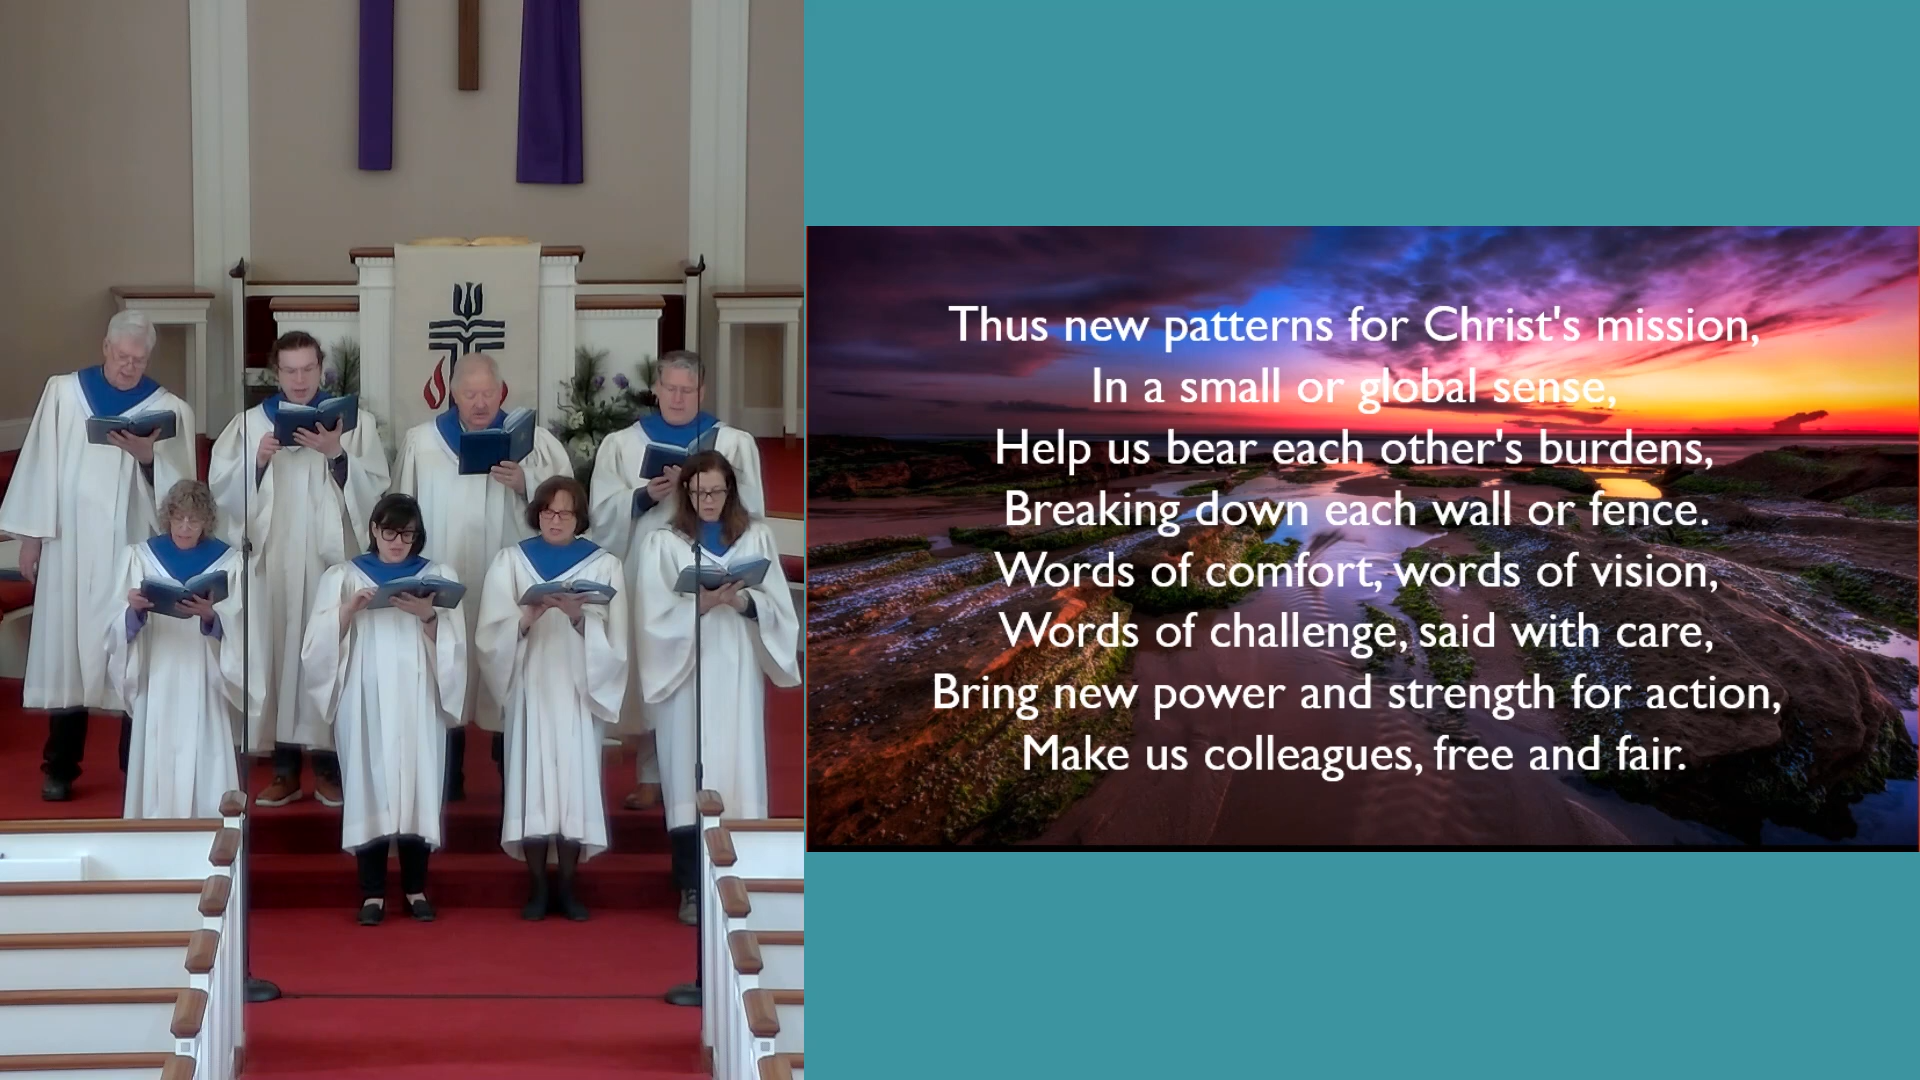 Thus new patterns for Christ's mission,
In a small or global sense,
Help us bear each other's burdens,
Breaking down each wall or fence.
Words of comfort, words of vision,
Words of challenge, said with care,
Bring new power and strength for action,
Make us colleagues, free and fair.